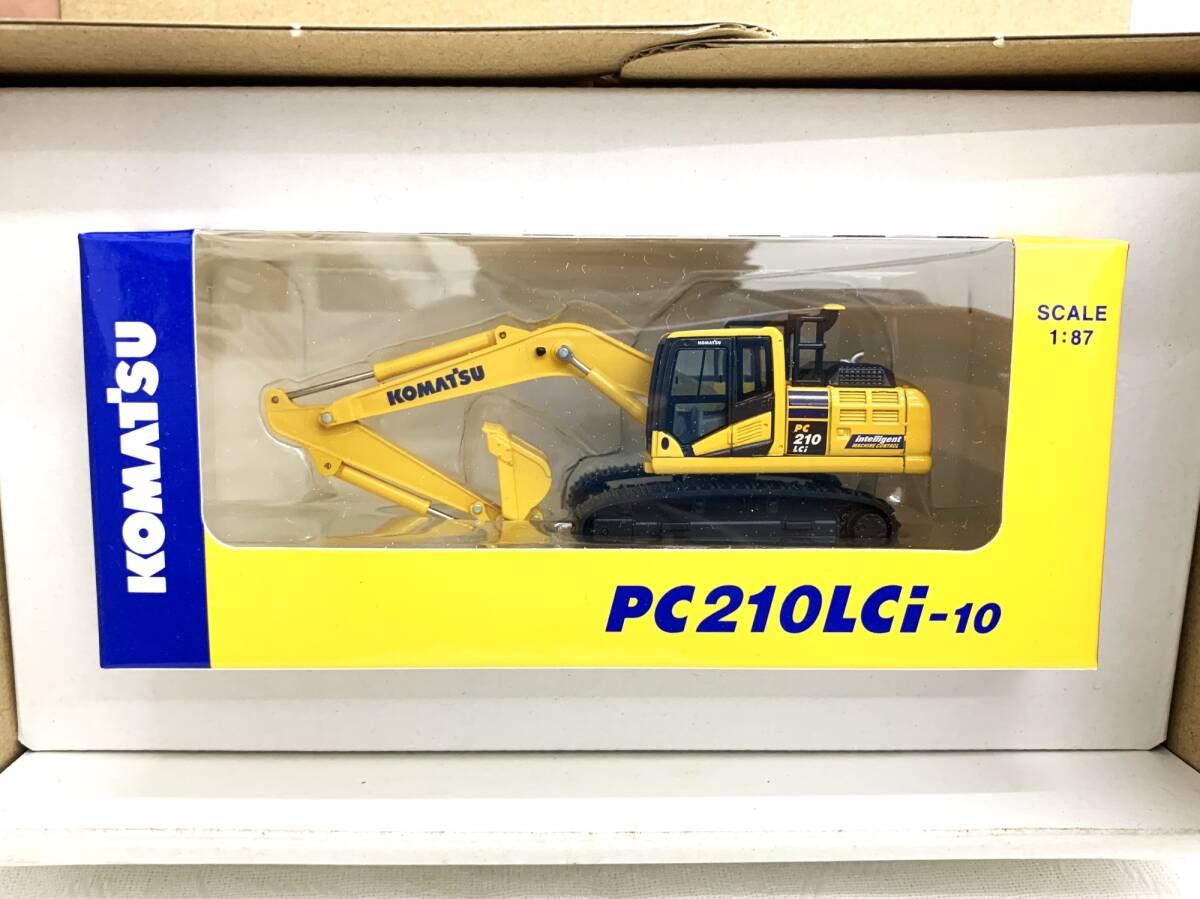 KOMATSU
SCALE
1:87
KOMATSU
KOMATSU
PC
210
LCi
intelligent
MACHINE CONTROL
PC210LCi-10